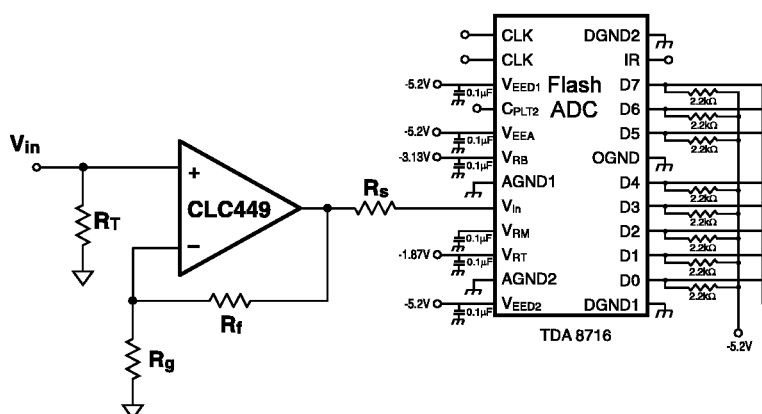 CLK DGND2
CLK IR
-5.2V 0.1µF VEED1 Flash D7 2.2kΩ
CPLT2 ADC D6 2.2kΩ
-5.2V 0.1µF VEEA D5 2.2kΩ
-3.13V 0.1µF VRB OGND
AGND1 D4 2.2kΩ
Vin RT + CLC449 − Rs VIn D3 2.2kΩ
0.1µF VRM D2 2.2kΩ
-1.87V 0.1µF VRT D1 2.2kΩ
AGND2 D0 2.2kΩ
-5.2V 0.1µF VEED2 DGND1
Rf
Rg
TDA 8716
-5.2V